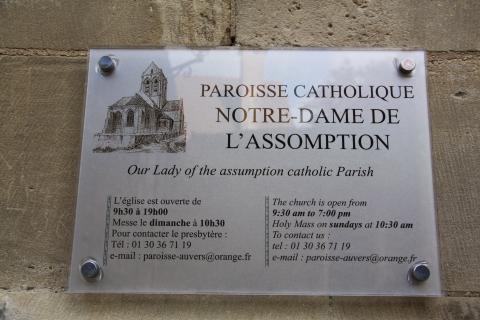 PAROISSE CATHOLIQUE
NOTRE-DAME DE
L'ASSOMPTION
Our Lady of the assumption catholic Parish
L'église est ouverte de
9h30 à 19h00
Messe le dimanche à 10h30
Pour contacter le presbytère :
Tél : 01 30 36 71 19
e-mail : paroisse-auvers@orange.fr
The church is open from
9:30 am to 7:00 pm
Holy Mass on sundays at 10:30 am
To contact us :
tel : 01 30 36 71 19
e-mail : paroisse-auvers@orange.fr